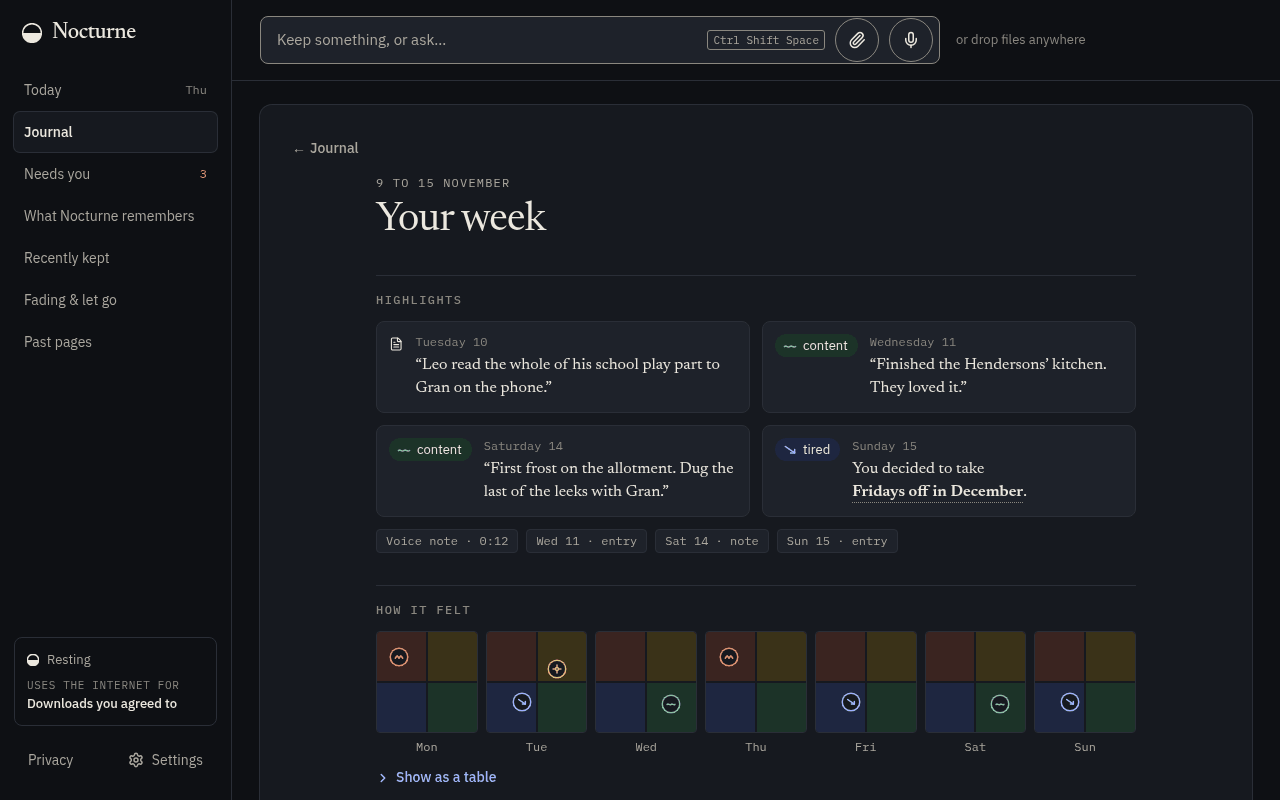 Nocturne
Keep something, or ask...
Ctrl Shift Space
or drop files anywhere
Today
Thu
Journal
Needs you
3
What Nocturne remembers
Recently kept
Fading & let go
Past pages
Resting
USES THE INTERNET FOR
Downloads you agreed to
Privacy
Settings
← Journal
9 TO 15 NOVEMBER
Your week
HIGHLIGHTS
Tuesday 10
“Leo read the whole of his school play part to
Gran on the phone.”
content
Wednesday 11
“Finished the Hendersons’ kitchen.
They loved it.”
content
Saturday 14
“First frost on the allotment. Dug the
last of the leeks with Gran.”
tired
Sunday 15
You decided to take
Fridays off in December.
Voice note · 0:12
Wed 11 · entry
Sat 14 · note
Sun 15 · entry
HOW IT FELT
Mon
Tue
Wed
Thu
Fri
Sat
Sun
Show as a table